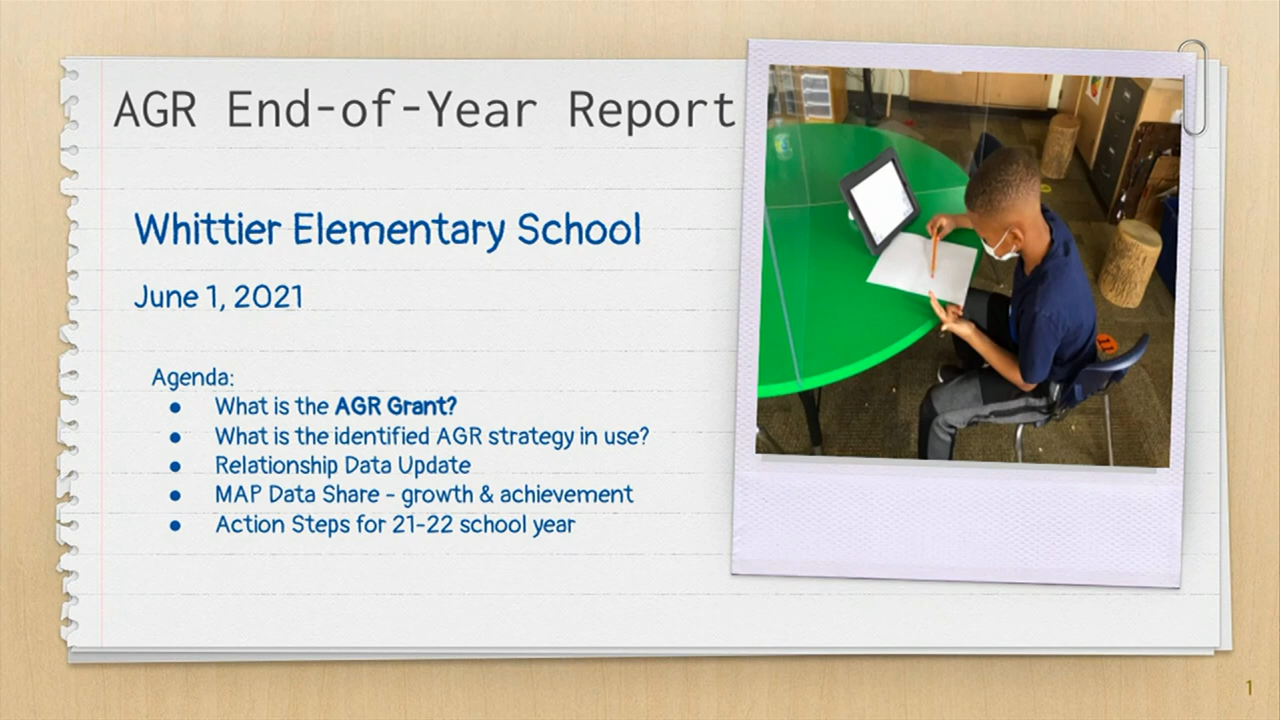 AGR End-of-Year Report
Whittier Elementary School
June 1, 2021
Agenda:
● What is the AGR Grant?
● What is the identified AGR strategy in use?
● Relationship Data Update
● MAP Data Share - growth & achievement
● Action Steps for 21-22 school year
11
1